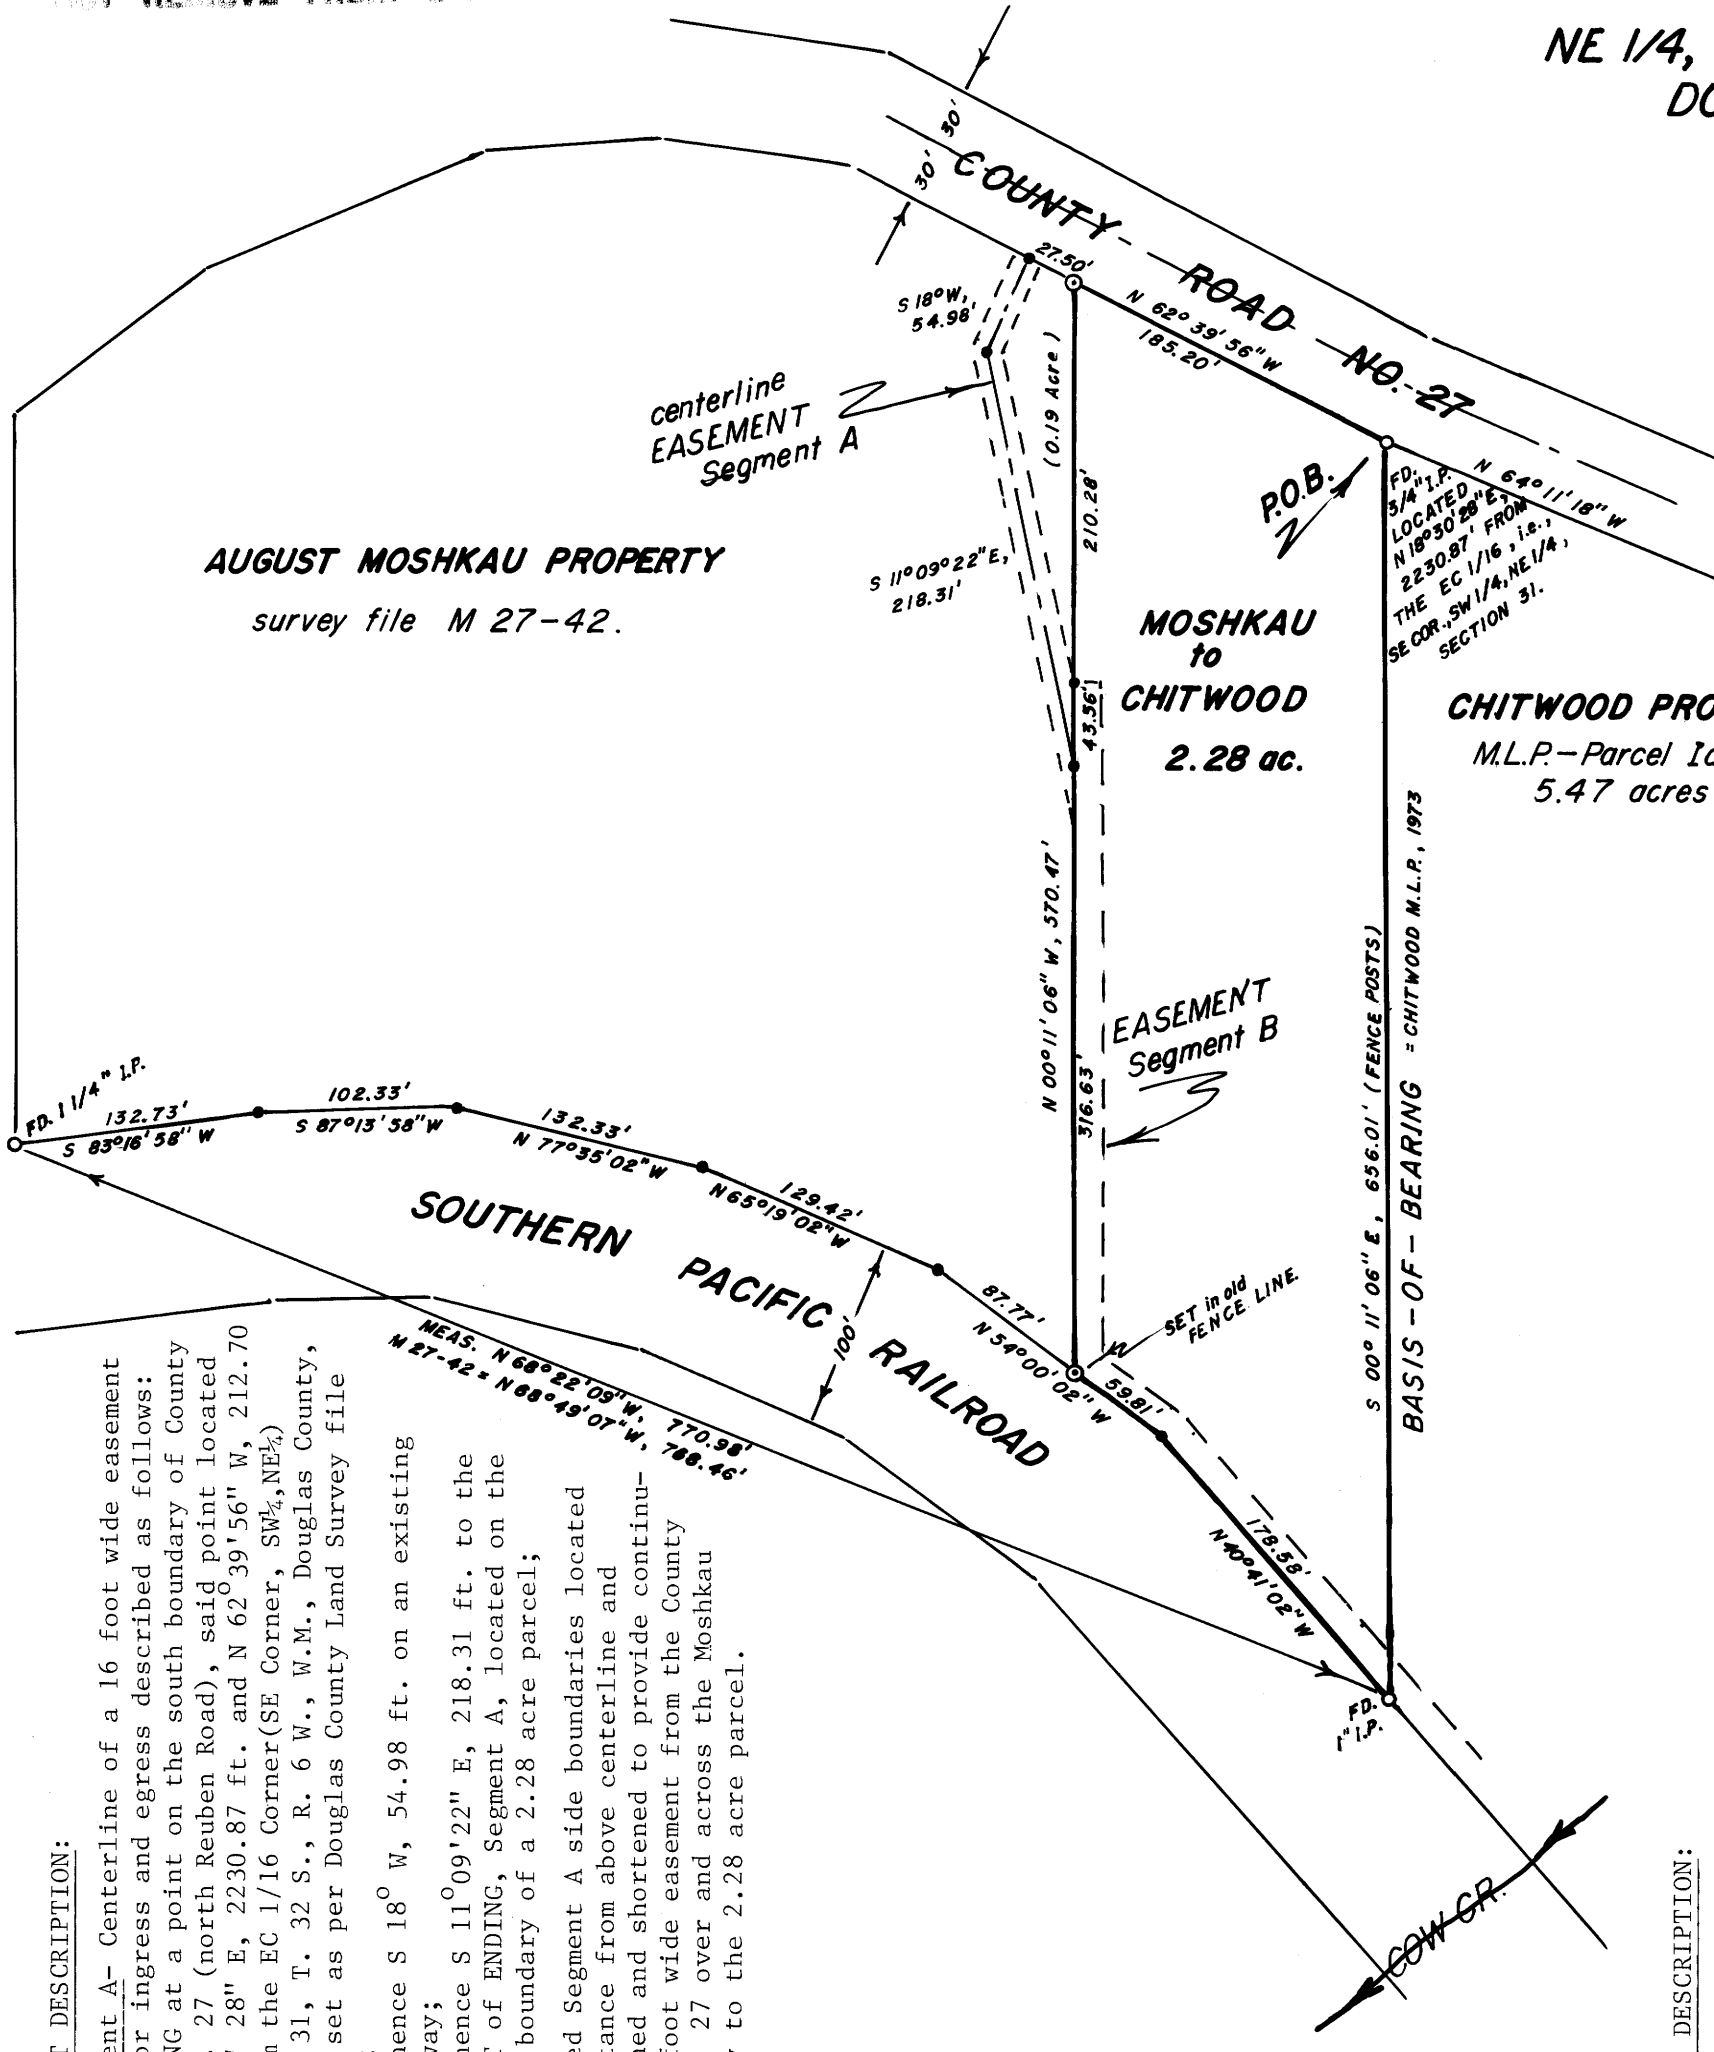 NE 1/4,
30'
30'
COUNTY ROAD NO. 27
27.50'
S 18° W,
54.98'
N 62° 39' 56" W
185.20'
(0.19 Acre)
210.28'
centerline
EASEMENT
Segment A
P.O.B.
FD.
3/4" I.P.
LOCATED
N 18°30'28"E,
2230.87' FROM
THE EC 1/16, i.e.,
SE COR., SW 1/4, NE 1/4,
SECTION 31.
N 64° 11' 18" W
AUGUST MOSHKAU PROPERTY
survey file M 27-42.
S 11°09°22"E,
218.31'
MOSHKAU
to
CHITWOOD
2.28 ac.
43.56'
CHITWOOD
M.L.P.-Parcel
5.47 acres
N 00°11'06" W, 570.47'
316.63'
EASEMENT
Segment B
S 00° 11' 06" E, 656.01' (FENCE POSTS)
BASIS-OF-BEARING = CHITWOOD M.L.P., 1973
FD. 1 1/4" I.P.
132.73'
S 83°16'58" W
102.33'
S 87°13'58"W
132.33'
N 77°35'02"W
129.42'
N 65°19'02"W
87.77'
N 54°00'02" W
59.81'
178.58'
N 40°41'02" W
SET in old
FENCE LINE.
SOUTHERN PACIFIC RAILROAD
100'
MEAS. N 68°22'09"W, 770.98'
M 27-42 = N 68°49'07"W, 768.46'
FD.
1" I.P.
COW CR.
DESCRIPTION:
A- Centerline of a 16 foot wide easement
ingress and egress described as follows:
at a point on the south boundary of County
27 (north Reuben Road), said point located
28" E, 2230.87 ft. and N 62° 39'56" W, 212.70
the EC 1/16 Corner(SE Corner, SW¼,NE¼)
31, T. 32 S., R. 6 W., W.M., Douglas County,
set as per Douglas County Land Survey file
S 18° W, 54.98 ft. on an existing
S 11°09'22" E, 218.31 ft. to the
of ENDING, Segment A, located on the
boundary of a 2.28 acre parcel;
Segment A side boundaries located
from above centerline and
and shortened to provide continu-
wide easement from the County
27 over and across the Moshkau
to the 2.28 acre parcel.
DESCRIPTION: